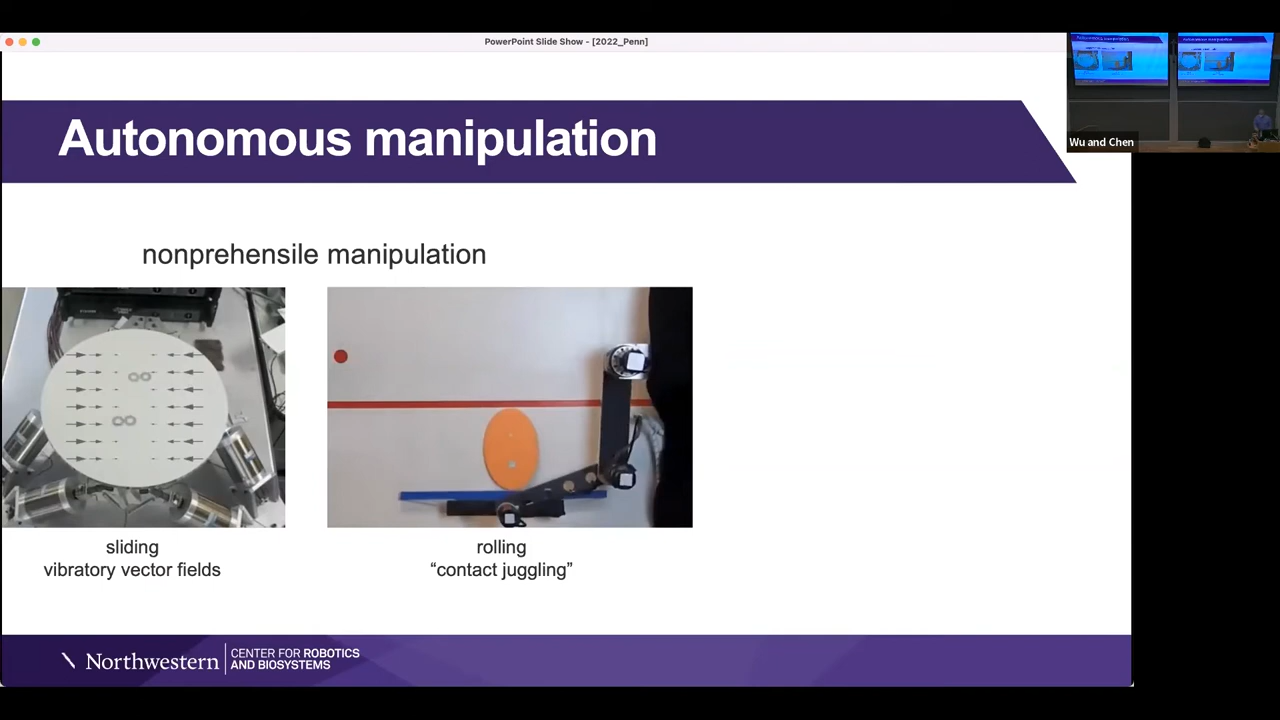 PowerPoint Slide Show - [2022_Penn]
Autonomous manipulation
Wu and Chen
nonprehensile manipulation
sliding
vibratory vector fields
rolling
“contact juggling”
Northwestern
CENTER FOR ROBOTICS
AND BIOSYSTEMS